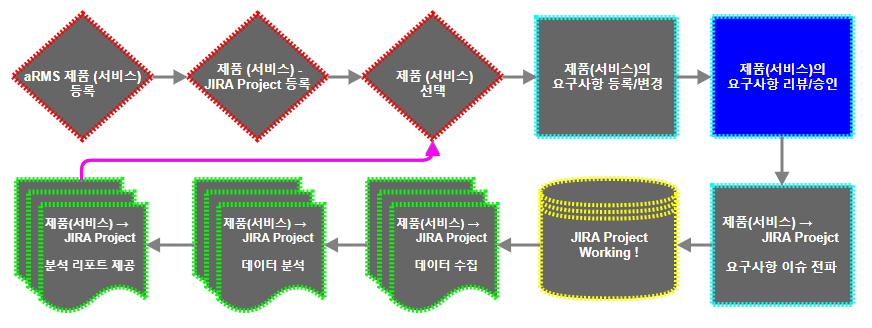 aRMS 제품 (서비스)
등록
제품 (서비스) -
JIRA Project 등록
제품 (서비스)
선택
제품(서비스)의
요구사항 등록/변경
제품(서비스)의
요구사항 리뷰/승인
제품(서비스) →
JIRA Project
분석 리포트 제공
제품(서비스) →
JIRA Project
데이터 분석
제품(서비스) →
JIRA Project
데이터 수집
JIRA Project
Working !
제품(서비스) →
JIRA Proejct
요구사항 이슈 전파